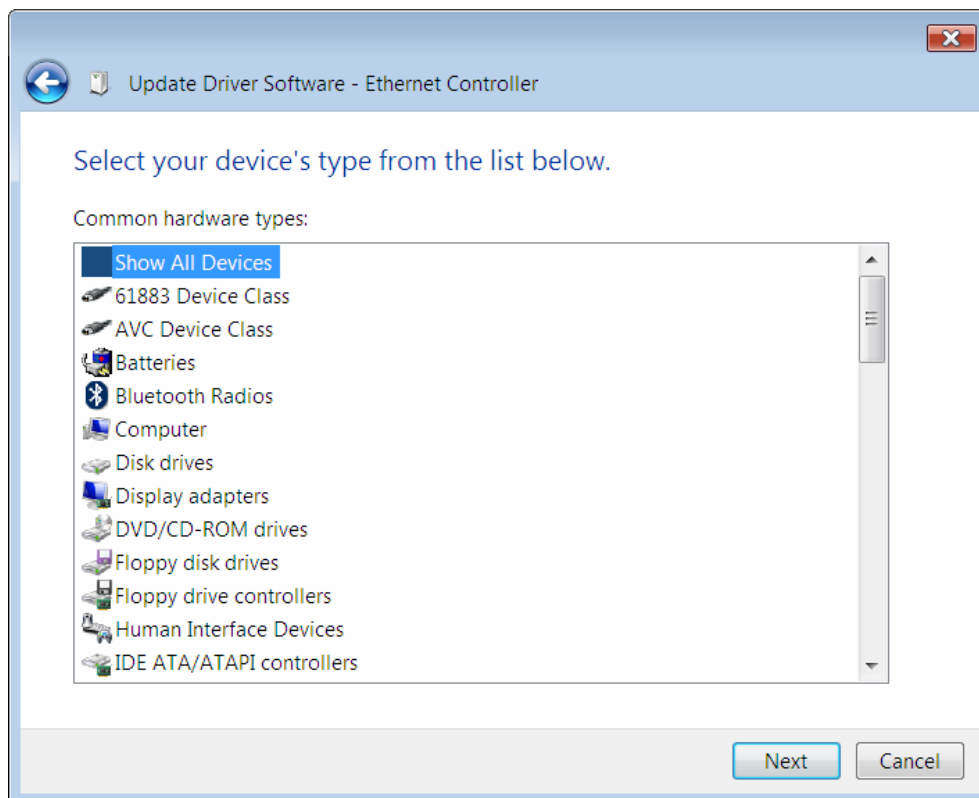 Update Driver Software - Ethernet Controller
Select your device's type from the list below.
Common hardware types:
Show All Devices
61883 Device Class
AVC Device Class
Batteries
Bluetooth Radios
Computer
Disk drives
Display adapters
DVD/CD-ROM drives
Floppy disk drives
Floppy drive controllers
Human Interface Devices
IDE ATA/ATAPI controllers
Next Cancel